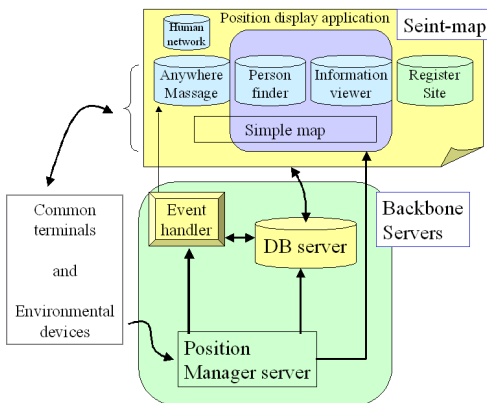 Position display application
Seint-map
Human
network
Anywhere
Massage
Person
finder
Information
viewer
Register
Site
Simple map
Common
terminals
and
Environmental
devices
Event
handler
DB server
Backbone
Servers
Position
Manager server